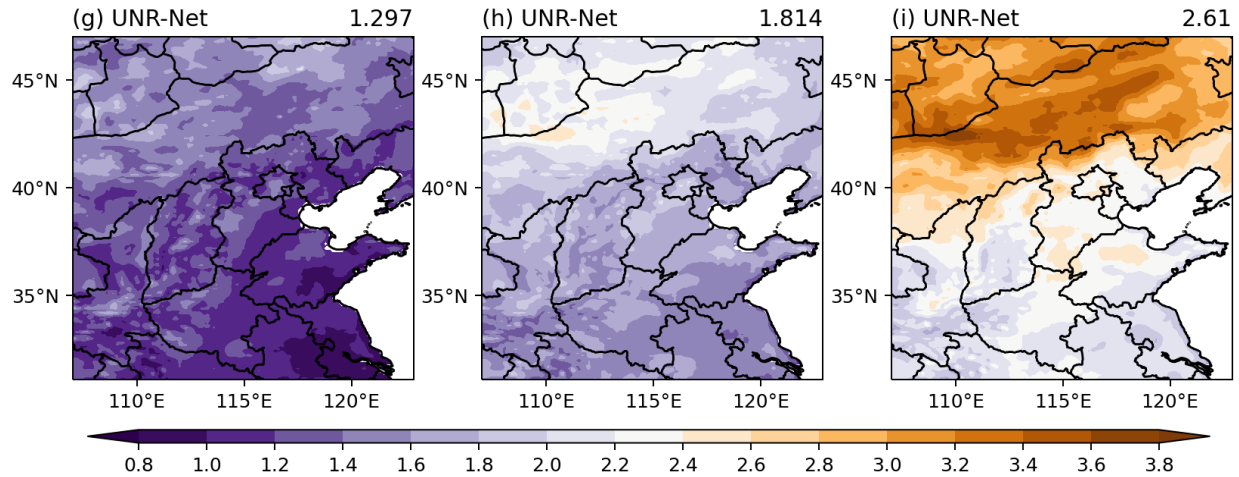 (g) UNR-Net 1.297 (h) UNR-Net 1.814 (i) UNR-Net 2.61
45°N 45°N 45°N
40°N 40°N 40°N
35°N 35°N 35°N
110°E 115°E 120°E 110°E 115°E 120°E 110°E 115°E 120°E
0.8 1.0 1.2 1.4 1.6 1.8 2.0 2.2 2.4 2.6 2.8 3.0 3.2 3.4 3.6 3.8